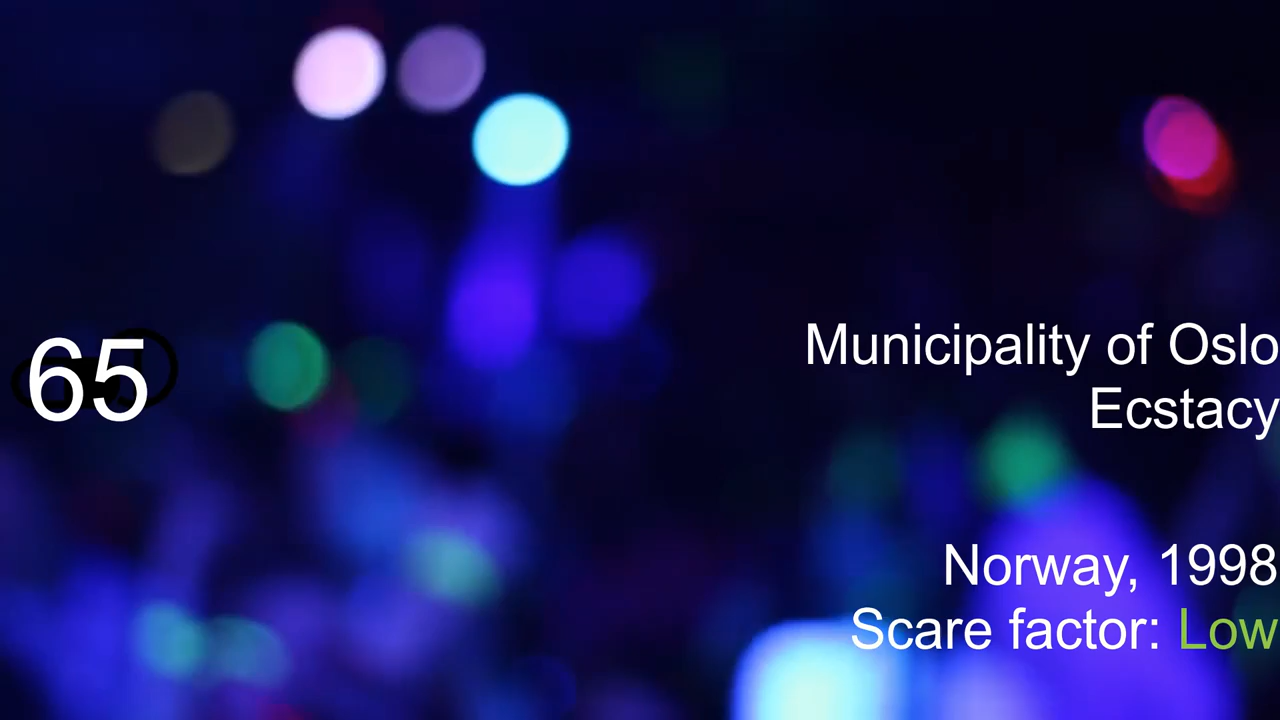 65
Municipality of Oslo
Ecstacy
Norway, 1998
Scare factor: Low